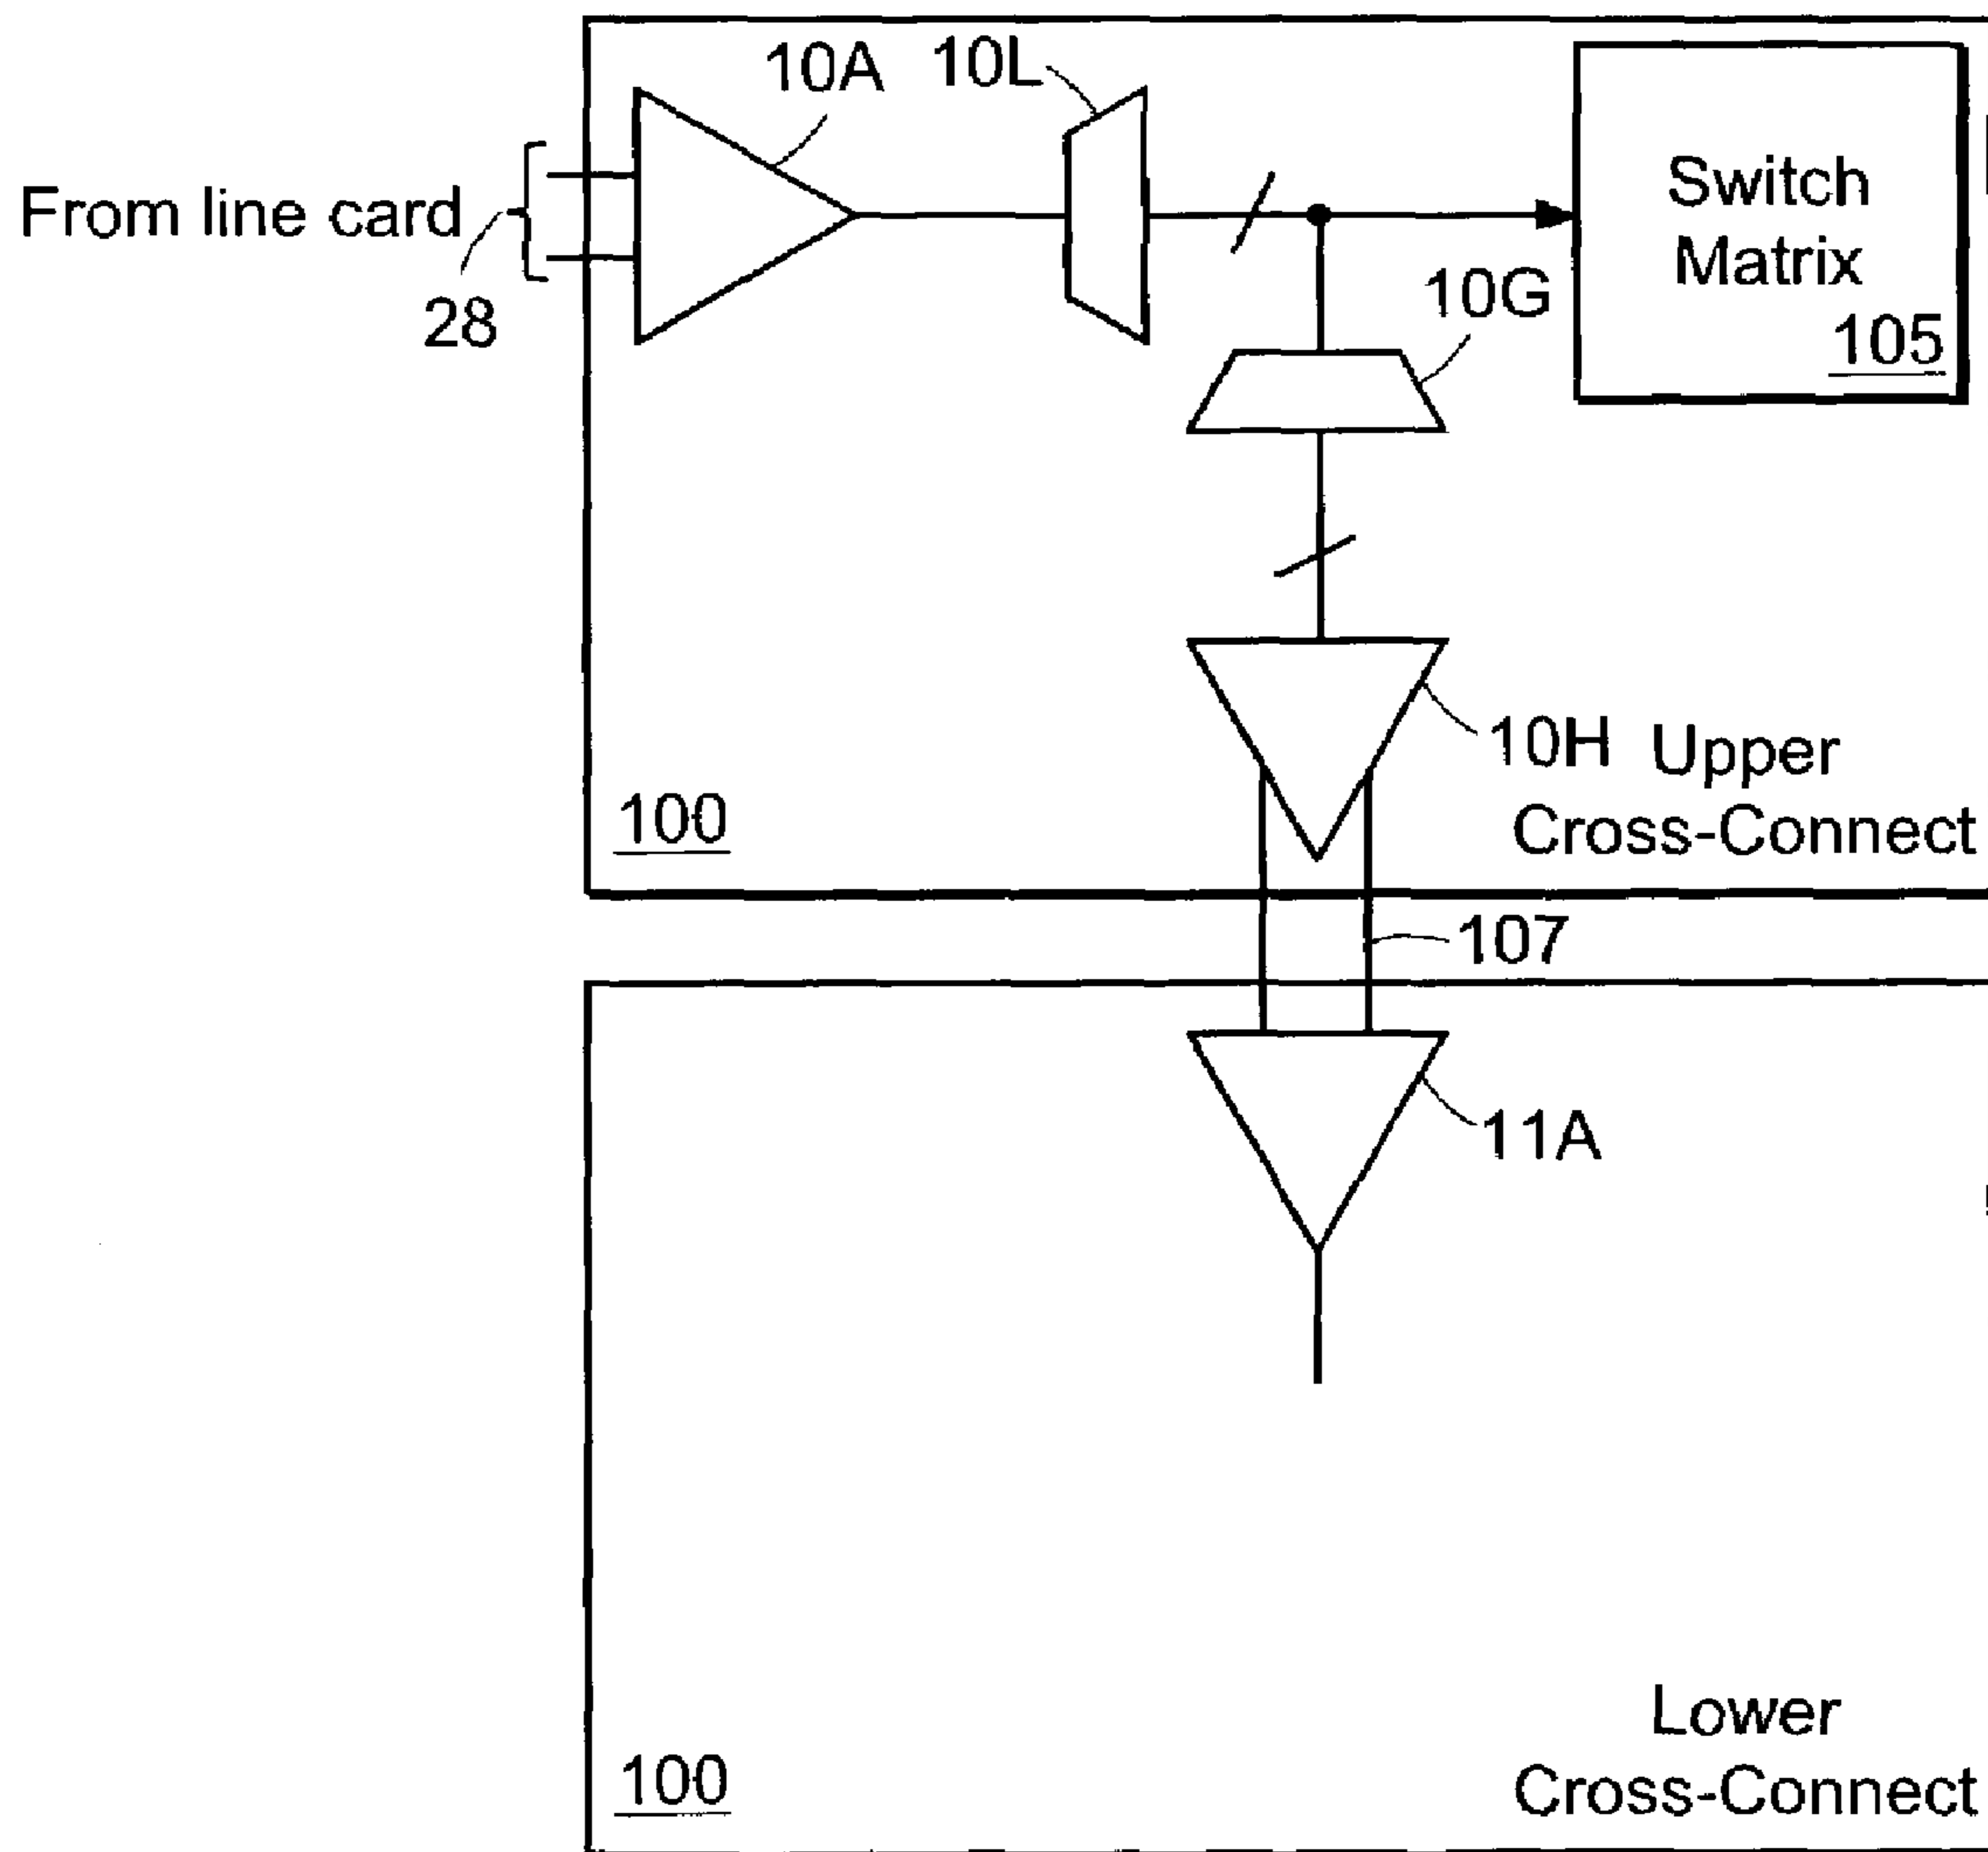 10A
10L
From line card
28
Switch
Matrix
105
10G
10H
Upper
Cross-Connect
100
107
11A
Lower
Cross-Connect
100